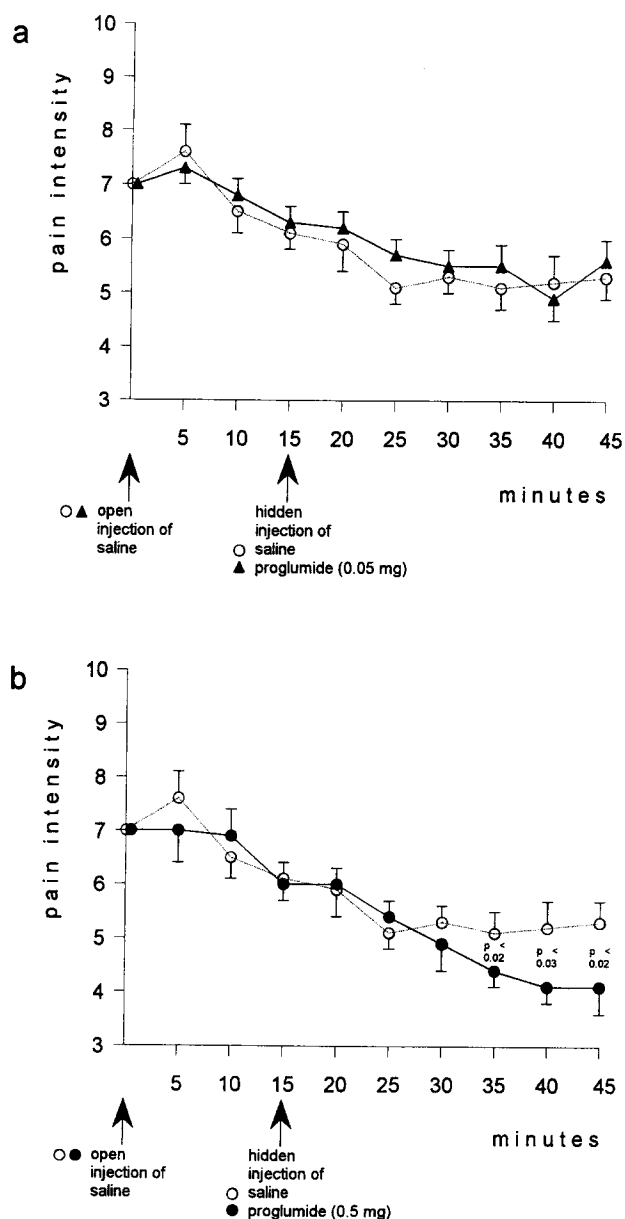 a
pain intensity
10
9
8
7
6
5
4
3
5 10 15 20 25 30 35 40 45
minutes
open
injection of
saline
hidden
injection of
saline
proglumide (0.05 mg)
b
pain intensity
10
9
8
7
6
5
4
3
p < 0.02
p < 0.03
p < 0.02
5 10 15 20 25 30 35 40 45
minutes
open
injection of
saline
hidden
injection of
saline
proglumide (0.5 mg)